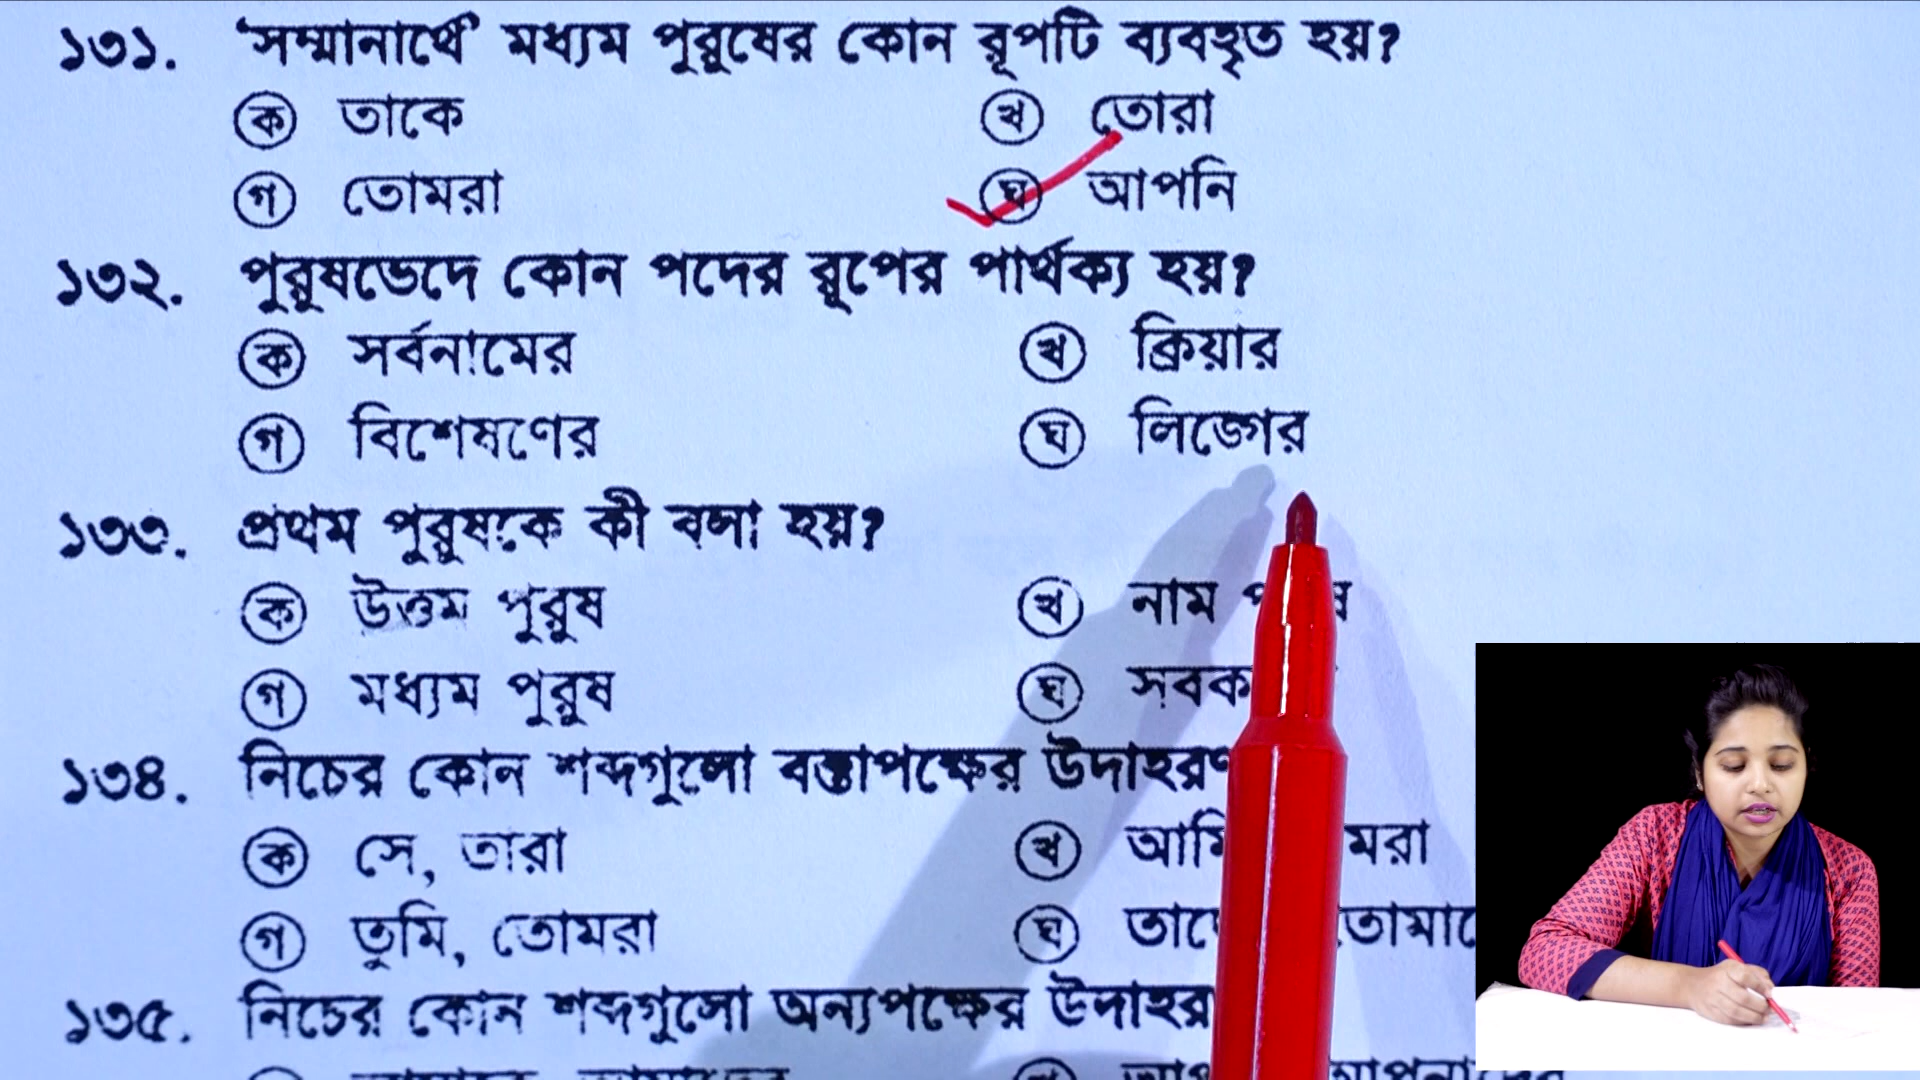 ১৩১. 'সম্মানার্থে' মধ্যম পুরুষের কোন রূপটি ব্যবহৃত হয়?
ক তাকে খ তোরা
গ তোমরা ঘ আপনি
১৩২. পুরুষভেদে কোন পদের রূপের পার্থক্য হয়?
ক সর্বনামের খ ক্রিয়ার
গ বিশেষণের ঘ লিঙ্গের
১৩৩. প্রথম পুরুষকে কী বলা হয়?
ক উত্তম পুরুষ খ নাম
গ মধ্যম পুরুষ ঘ
১৩৪. নিচের কোন শব্দগুলো বক্তাপক্ষের উদাহরণ
ক সে, তারা খ
গ তুমি, তোমরা ঘ
১৩৫. নিচের কোন শব্দগুলো অন্যপক্ষের